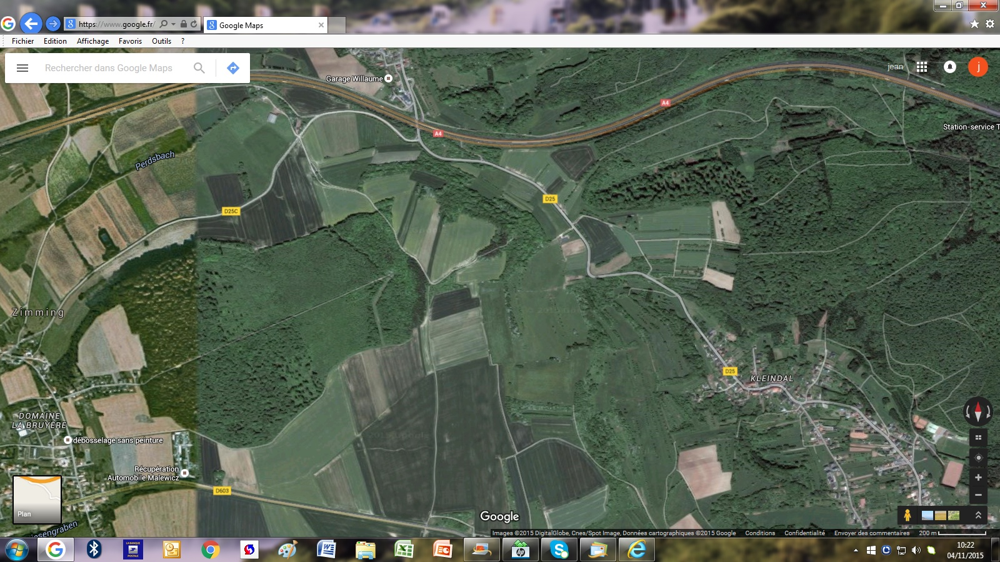 https://www.google.fr/
Google Maps
Fichier Edition Affichage Favoris Outils ?
Rechercher dans Google Maps
jean
j
Garage Willaume
A4
A4
Station-service T
Perdsbach
D25
D25C
Zimming
D25
KLEINDAL
DOMAINE
LA BRUYÈRE
débosselage sans peinture
Récupération
Automobile Malewicz
D603
Plan
Google
Images ©2015 DigitalGlobe, Cnes/Spot Image, Données cartographiques ©2015 Google Conditions Confidentialité Envoyer des commentaires 200 m
LA BANQUE
POSTALE
10:22
04/11/2015